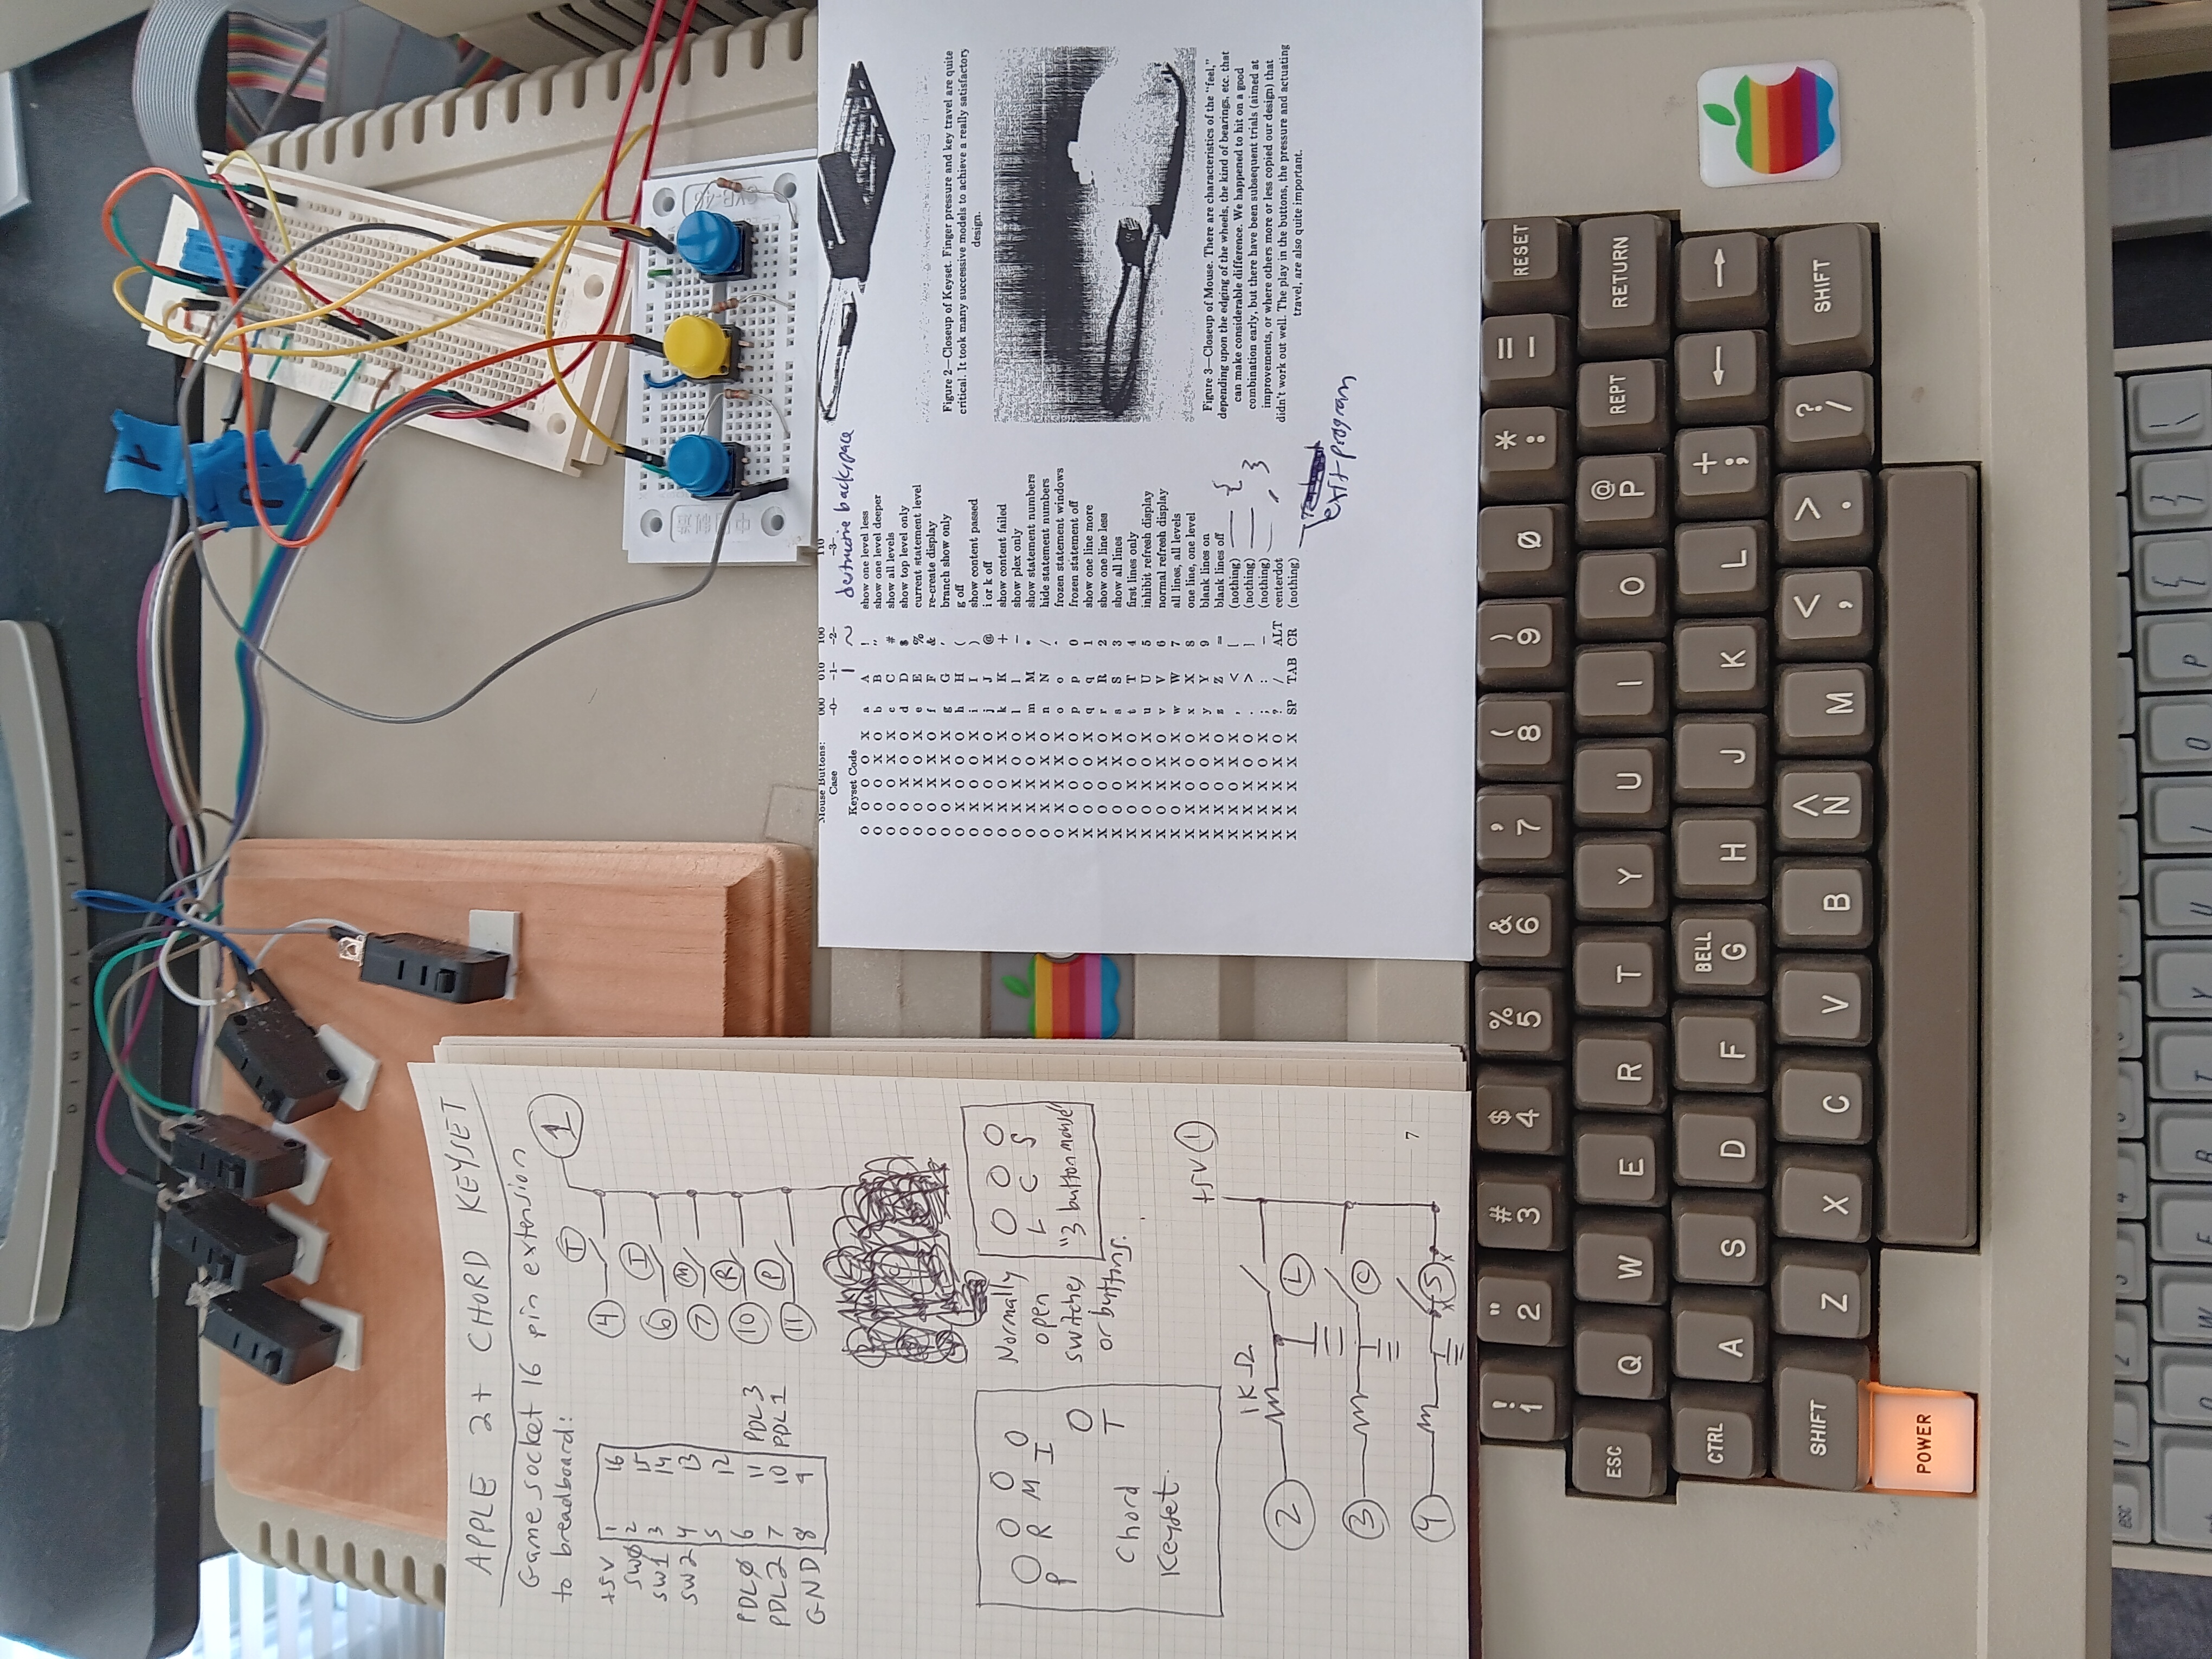 DIGITAL LIFE
APPLE 2+ CHORD KEYSET
Game socket 16 pin extension
to breadboard:
+5V 1 16
SWØ 2 15
SW1 3 14
SW2 4 13
5 12
PDLØ 6 11 PDL3
PDL2 7 10 PDL1
GND 8 9
1
T
4
I
6
M
7
R
10
P
11
P R M I
T
Chord
Keyset
Normally
open
switches
or buttons.
L C S
"3 button mouse"
+5V 1
1KΩ
2 L
3 C
4 S
7
Mouse Buttons: 000 010 100 110
Case -0- -1- -2- -3-
| ~ destructive backspace
Keyset Code
O O O O X a A ! show one level less
O O O X O b B " show one level deeper
O O O X X c C # show all levels
O O X O O d D $ show top level only
O O X O X e E % current statement level
O O X X O f F & re-create display
O O X X X g G ' branch show only
O X O O O h H ( g off
O X O O X i I ) show content passed
O X O X O j J @ i or k off
O X O X X k K + show content failed
O X X O O l l - show plex only
O X X O X m M * show statement numbers
O X X X O n N / hide statement numbers
O X X X X o o ^ frozen statement windows
X O O O O p p 0 frozen statement off
X O O O X q q 1 show one line more
X O O X O r R 2 show one line less
X O O X X s S 3 show all lines
X O X O O t T 4 first lines only
X O X O X u U 5 inhibit refresh display
X O X X O v V 6 normal refresh display
X O X X X w W 7 all lines, all levels
X X O O O x X 8 one line, one level
X X O O X y Y 9 blank lines on
X X O X O z Z = blank lines off
X X O X X , < [ (nothing) {
X X X O O . > ] (nothing) }
X X X O X ; : - (nothing)
X X X X O ? / ALT centerdot
X X X X X SP TAB CR (nothing)
exit program
Figure 2—Closeup of Keyset. Finger pressure and key travel are quite
critical. It took many successive models to achieve a really satisfactory
design.
Figure 3—Closeup of Mouse. There are characteristics of the "feel,"
depending upon the edging of the wheels, the kind of bearings, etc. that
can make considerable difference. We happened to hit on a good
combination early, but there have been subsequent trials (aimed at
improvements, or where others more or less copied our design) that
didn't work out well. The play in the buttons, the pressure and actuating
travel, are also quite important.
! " # $ % & ' ( ) * =
1 2 3 4 5 6 7 8 9 Ø : - RESET
ESC Q W E R T Y U I O @ P REPT RETURN
CTRL A S D F BELL G H J K L + ; ← →
SHIFT Z X C V B ^ N M < , > . ? / SHIFT
POWER
esc 1 2 3 4
Q W E R T Y U I O P { } \